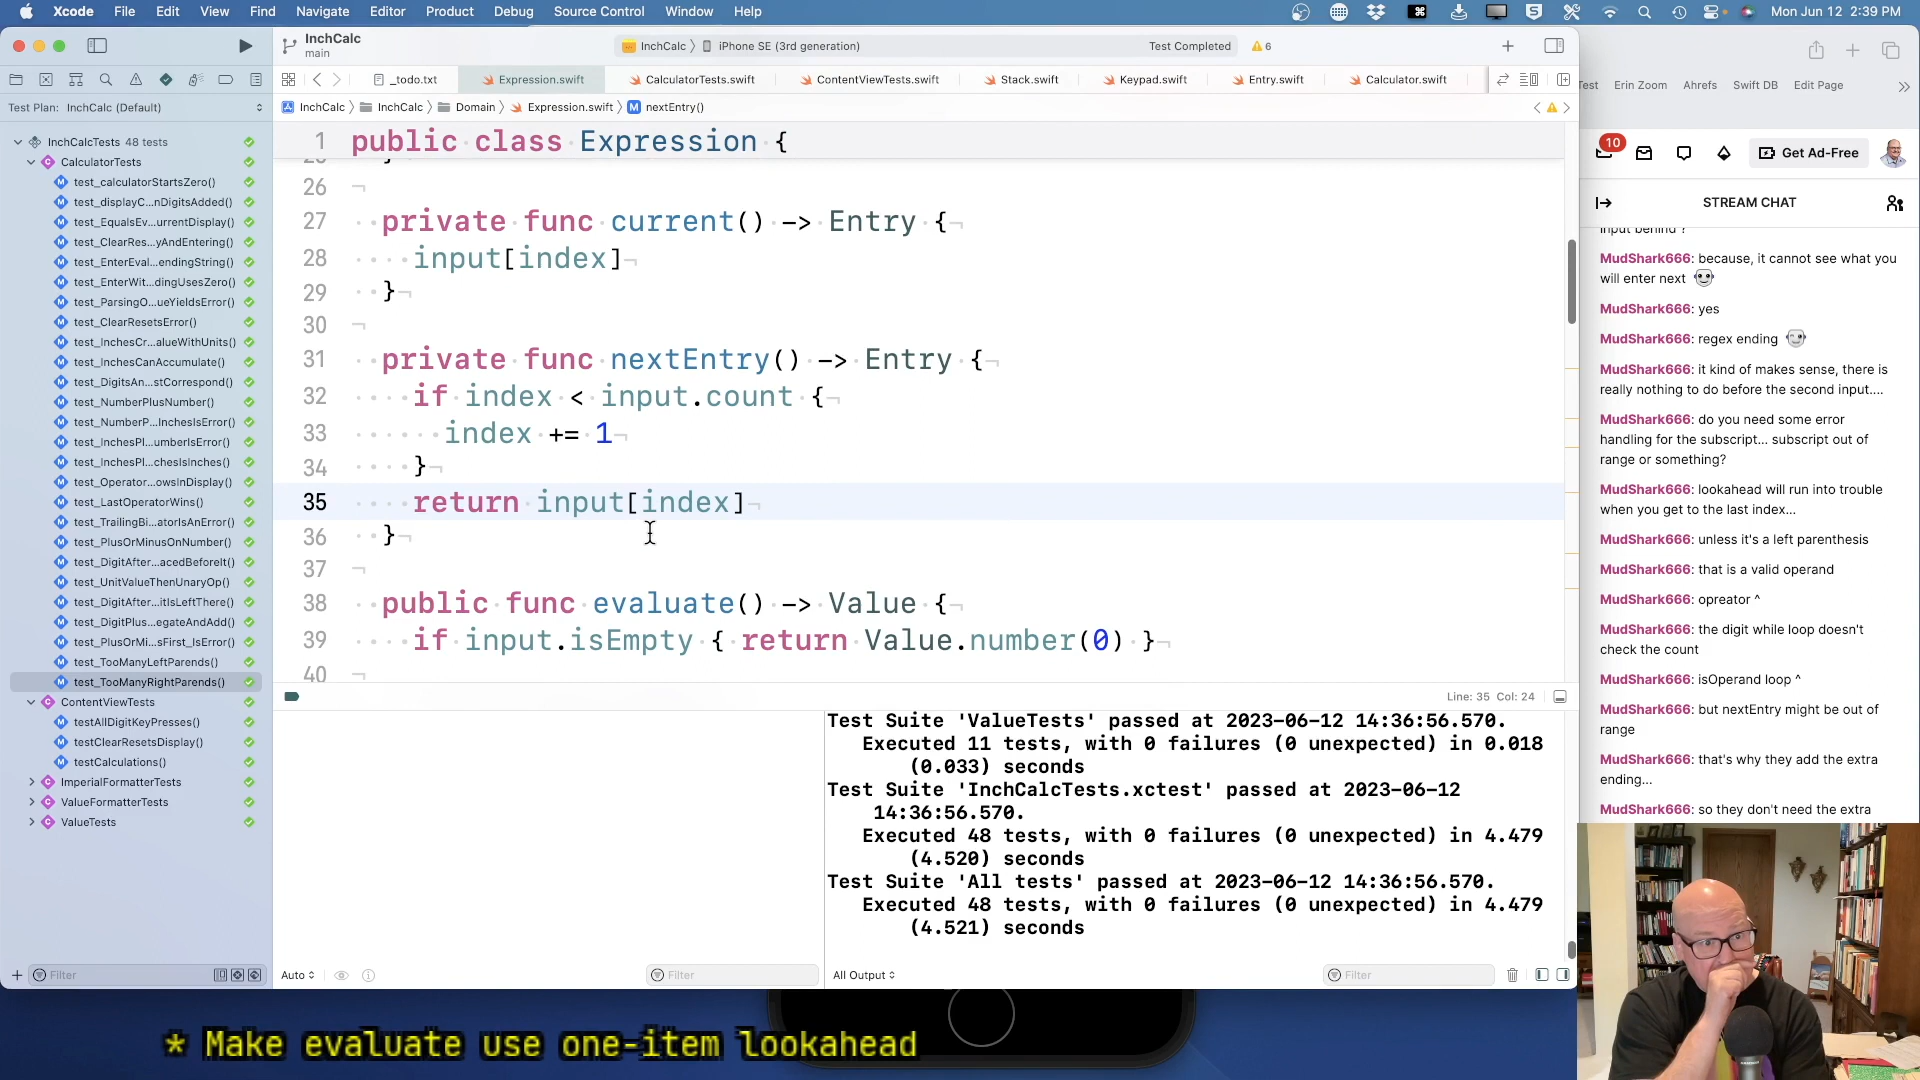 Xcode File Edit View Find Navigate Editor Product Debug Source Control Window Help
Mon Jun 12 2:39 PM
InchCalc
main
InchCalc iPhone SE (3rd generation)
Test Completed 6
_todo.txt Expression.swift CalculatorTests.swift ContentViewTests.swift Stack.swift Keypad.swift Entry.swift Calculator.swift
Test Plan: InchCalc (Default)
InchCalc InchCalc Domain Expression.swift nextEntry()
InchCalcTests 48 tests
CalculatorTests
test_calculatorStartsZero()
test_displayC...nDigitsAdded()
test_EqualsEv...urrentDisplay()
test_ClearRes...yAndEntering()
test_EnterEval...endingString()
test_EnterWit...dingUsesZero()
test_ParsingO...ueYieldsError()
test_ClearResetsError()
test_InchesCr...alueWithUnits()
test_InchesCanAccumulate()
test_DigitsAn...stCorrespond()
test_NumberPlusNumber()
test_NumberP...InchesIsError()
test_InchesPl...umberIsError()
test_InchesPl...chesIsInches()
test_Operator...owsInDisplay()
test_LastOperatorWins()
test_TrailingBi...atorIsAnError()
test_PlusOrMinusOnNumber()
test_DigitAfter...acedBeforeIt()
test_UnitValueThenUnaryOp()
test_DigitAfter...itIsLeftThere()
test_DigitPlus...egateAndAdd()
test_PlusOrMi...sFirst_IsError()
test_TooManyLeftParends()
test_TooManyRightParends()
ContentViewTests
testAllDigitKeyPresses()
testClearResetsDisplay()
testCalculations()
ImperialFormatterTests
ValueFormatterTests
ValueTests
Filter
1 public class Expression {
26
27 private func current() -> Entry {
28 input[index]
29 }
30
31 private func nextEntry() -> Entry {
32 if index < input.count {
33 index += 1
34 }
35 return input[index]
36 }
37
38 public func evaluate() -> Value {
39 if input.isEmpty { return Value.number(0) }
40
Line: 35 Col: 24
Test Suite 'ValueTests' passed at 2023-06-12 14:36:56.570.
Executed 11 tests, with 0 failures (0 unexpected) in 0.018
(0.033) seconds
Test Suite 'InchCalcTests.xctest' passed at 2023-06-12
14:36:56.570.
Executed 48 tests, with 0 failures (0 unexpected) in 4.479
(4.520) seconds
Test Suite 'All tests' passed at 2023-06-12 14:36:56.570.
Executed 48 tests, with 0 failures (0 unexpected) in 4.479
(4.521) seconds
Auto Filter All Output Filter
* Make evaluate use one-item lookahead
Erin Zoom Ahrefs Swift DB Edit Page
10 Get Ad-Free
STREAM CHAT
input behind ?
MudShark666: because, it cannot see what you
will enter next
MudShark666: yes
MudShark666: regex ending
MudShark666: it kind of makes sense, there is
really nothing to do before the second input....
MudShark666: do you need some error
handling for the subscript... subscript out of
range or something?
MudShark666: lookahead will run into trouble
when you get to the last index...
MudShark666: unless it's a left parenthesis
MudShark666: that is a valid operand
MudShark666: opreator ^
MudShark666: the digit while loop doesn't
check the count
MudShark666: isOperand loop ^
MudShark666: but nextEntry might be out of
range
MudShark666: that's why they add the extra
ending...
MudShark666: so they don't need the extra